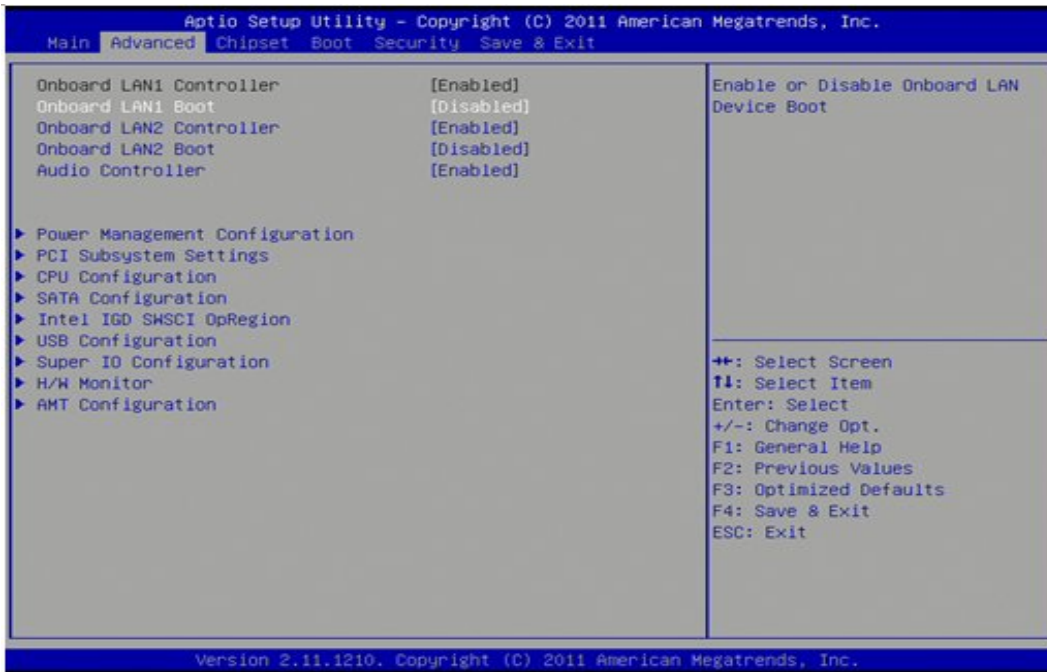 Aptio Setup Utility – Copyright (C) 2011 American Megatrends, Inc.
Main Advanced Chipset Boot Security Save & Exit
Onboard LAN1 Controller [Enabled]
Onboard LAN1 Boot [Disabled]
Onboard LAN2 Controller [Enabled]
Onboard LAN2 Boot [Disabled]
Audio Controller [Enabled]
▶ Power Management Configuration
▶ PCI Subsystem Settings
▶ CPU Configuration
▶ SATA Configuration
▶ Intel IGD SWSCI OpRegion
▶ USB Configuration
▶ Super IO Configuration
▶ H/W Monitor
▶ AMT Configuration
Enable or Disable Onboard LAN
Device Boot
→←: Select Screen
↑↓: Select Item
Enter: Select
+/-: Change Opt.
F1: General Help
F2: Previous Values
F3: Optimized Defaults
F4: Save & Exit
ESC: Exit
Version 2.11.1210. Copyright (C) 2011 American Megatrends, Inc.